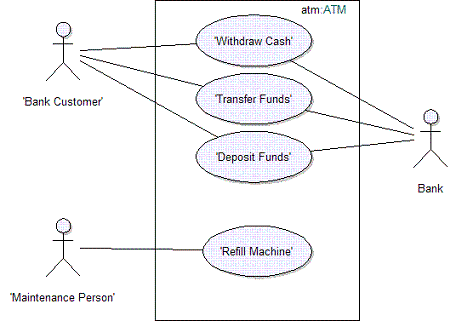 atm:ATM
'Withdraw Cash'
'Bank Customer'
'Transfer Funds'
'Deposit Funds'
Bank
'Refill Machine'
'Maintenance Person'